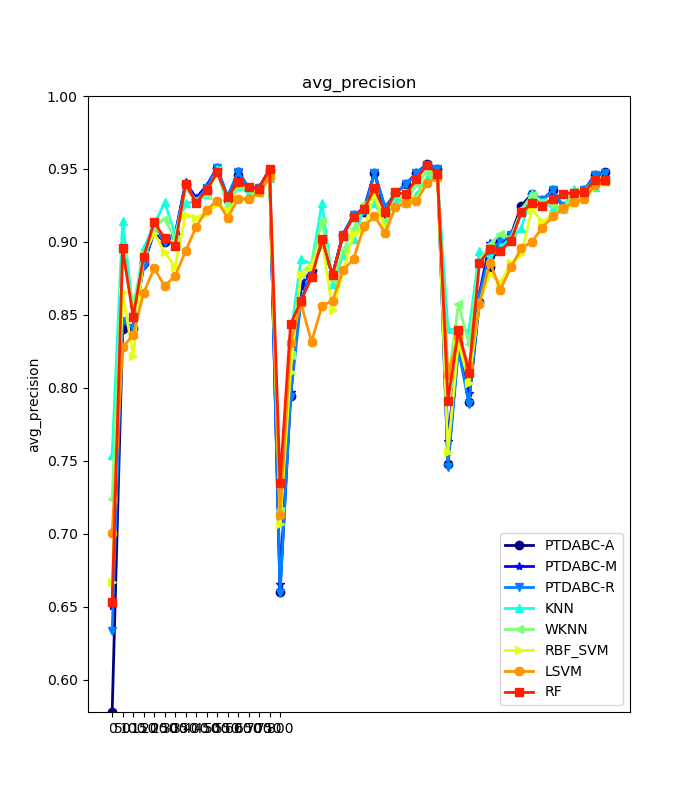 avg_precision
1.00
0.95
0.90
0.85
0.80
0.75
0.70
0.65
0.60
avg_precision
PTDABC-A
PTDABC-M
PTDABC-R
KNN
WKNN
RBF_SVM
LSVM
RF